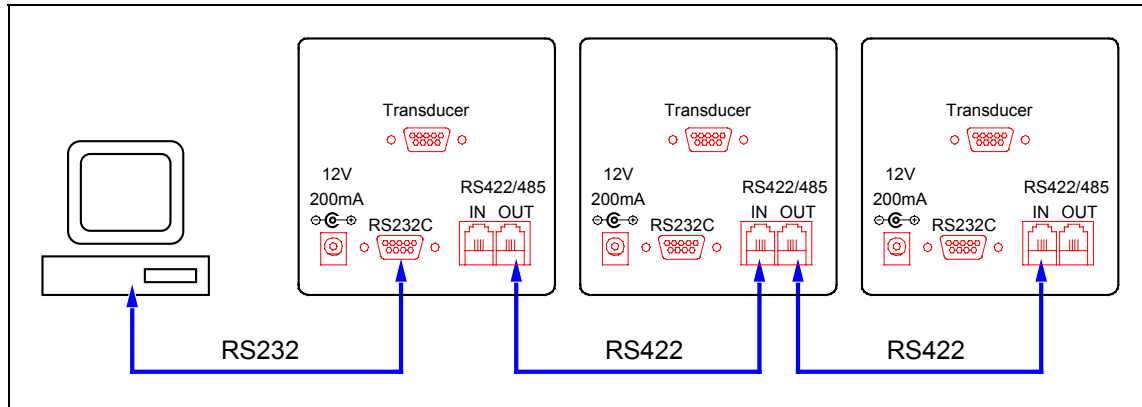 Transducer
12V
200mA
RS232C
RS422/485
IN OUT
Transducer
12V
200mA
RS232C
RS422/485
IN OUT
Transducer
12V
200mA
RS232C
RS422/485
IN OUT
RS232
RS422
RS422